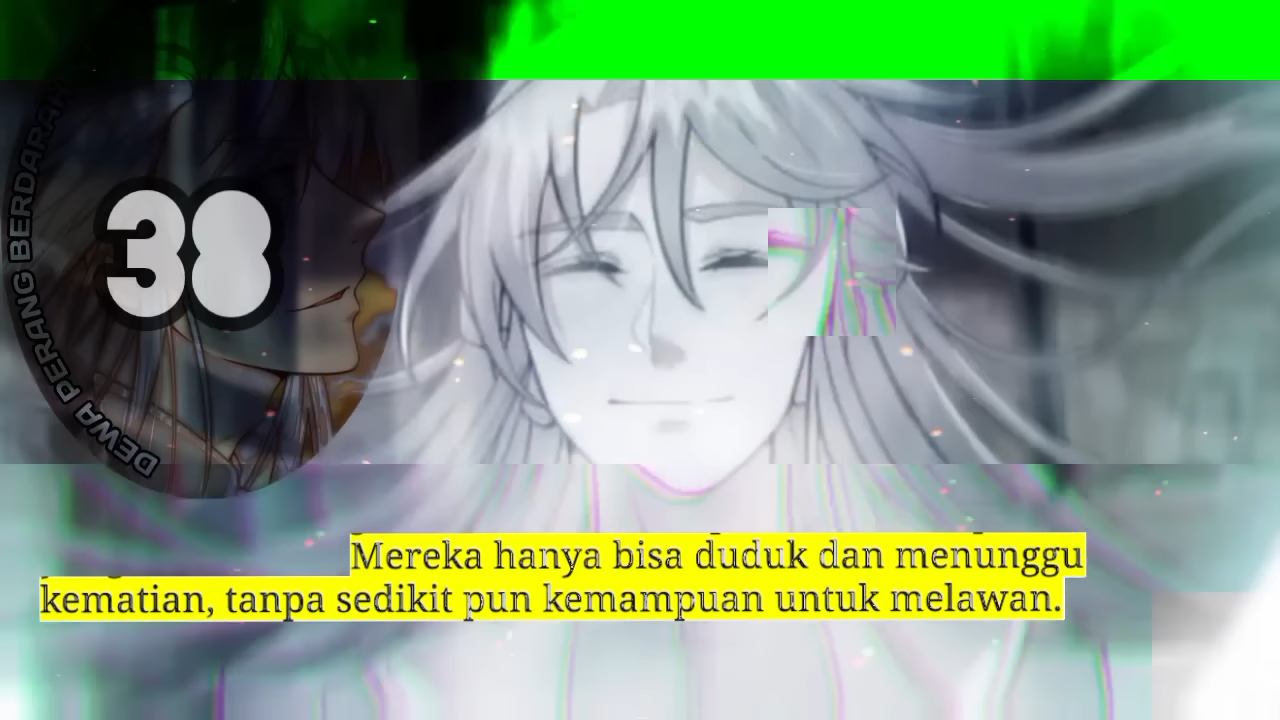 DEWA PERANG BERDARAH
38
Mereka hanya bisa duduk dan menunggu
kematian, tanpa sedikit pun kemampuan untuk melawan.